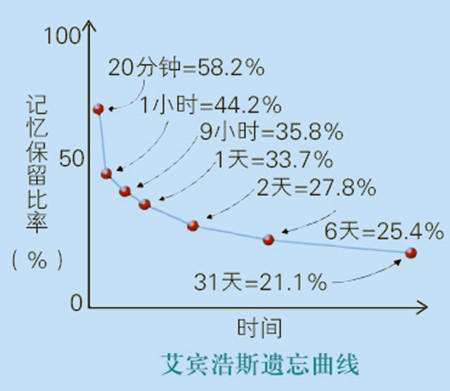 100
20分钟=58.2%
1小时=44.2%
9小时=35.8%
1天=33.7%
2天=27.8%
6天=25.4%
31天=21.1%
50
0
记忆保留比率
(%)
时间
艾宾浩斯遗忘曲线